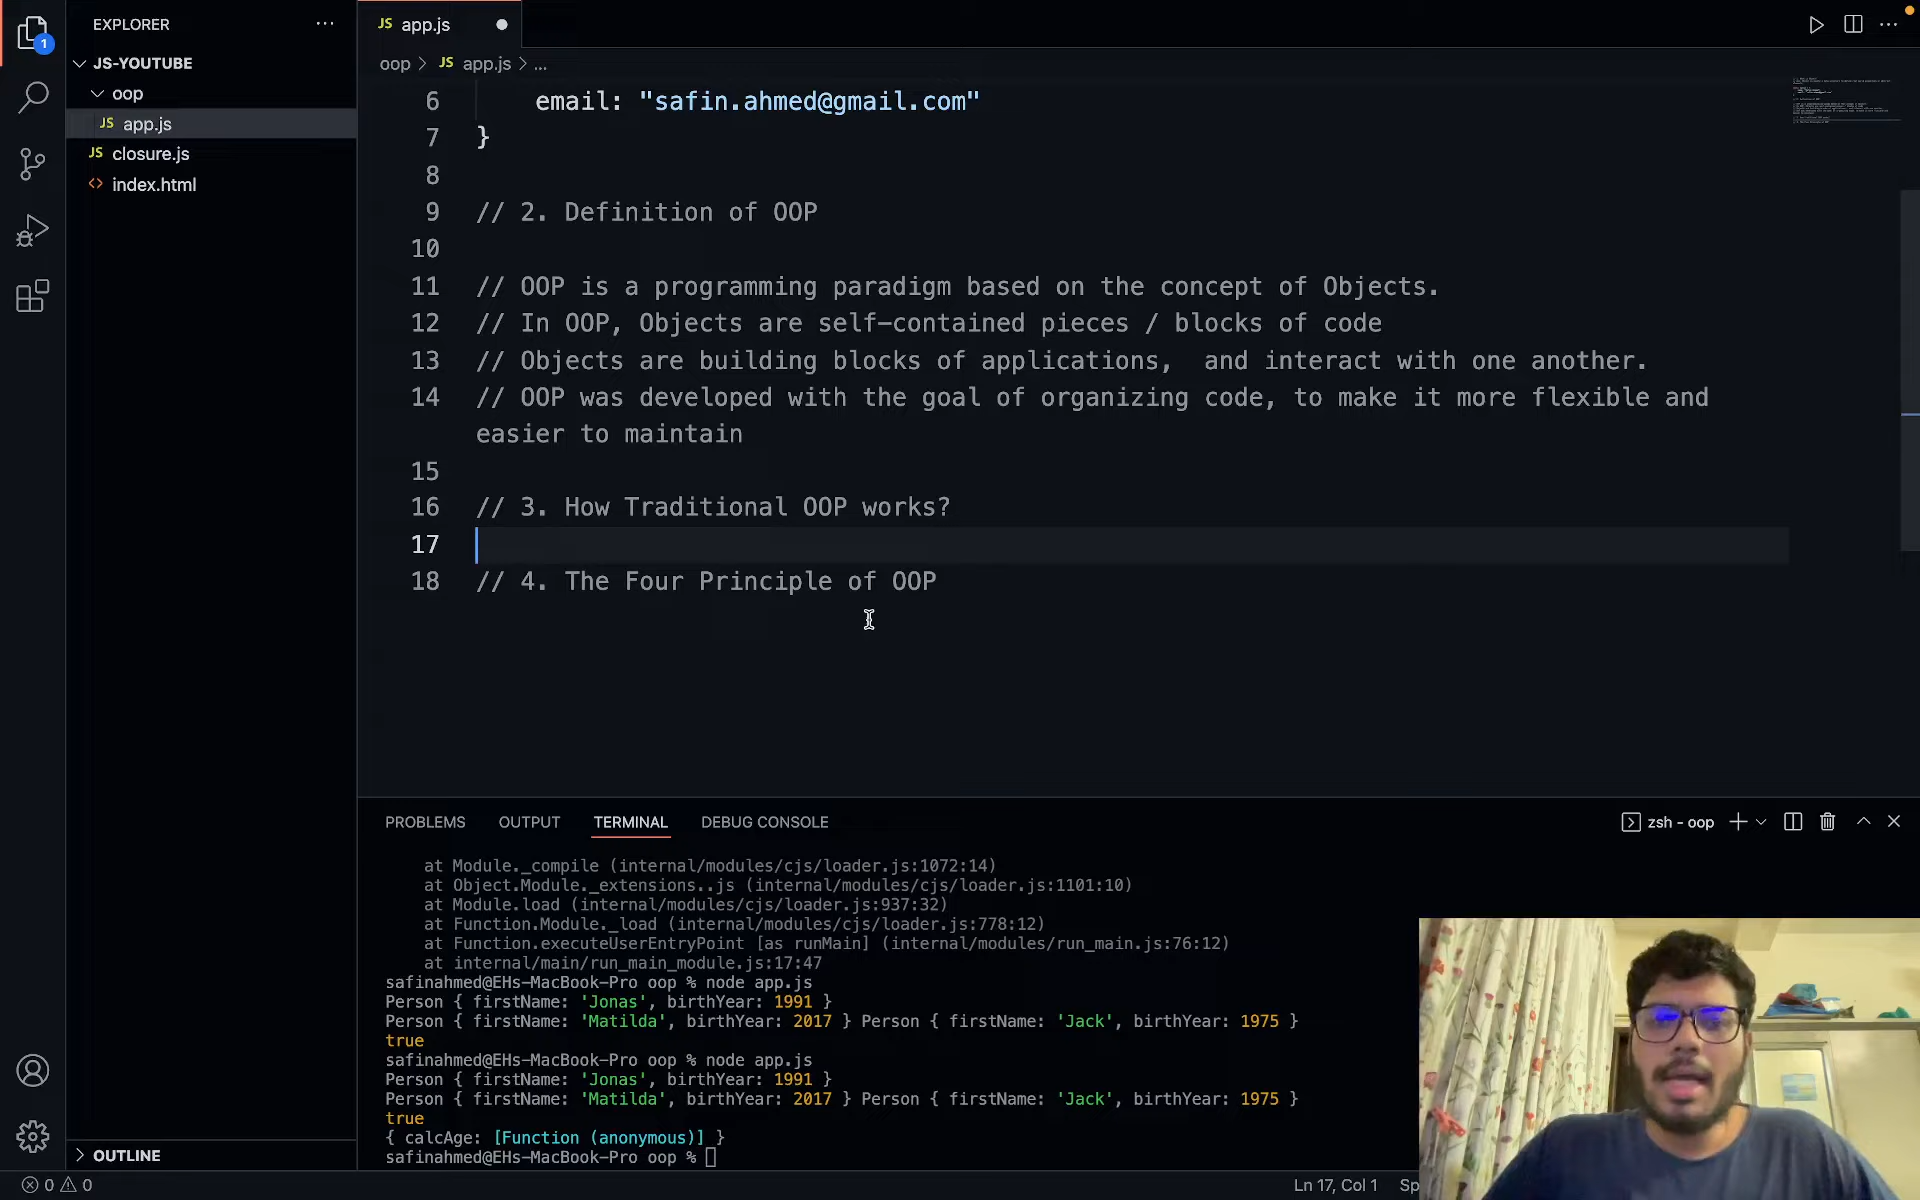 EXPLORER
JS-YOUTUBE
oop
JS app.js
JS closure.js
<> index.html
OUTLINE
1
JS app.js
oop > JS app.js > ...
6 email: "safin.ahmed@gmail.com"
7 }
8
9 // 2. Definition of OOP
10
11 // OOP is a programming paradigm based on the concept of Objects.
12 // In OOP, Objects are self-contained pieces / blocks of code
13 // Objects are building blocks of applications,  and interact with one another.
14 // OOP was developed with the goal of organizing code, to make it more flexible and
easier to maintain
15
16 // 3. How Traditional OOP works?
17
18 // 4. The Four Principle of OOP
PROBLEMS OUTPUT TERMINAL DEBUG CONSOLE
zsh - oop
at Module._compile (internal/modules/cjs/loader.js:1072:14)
at Object.Module._extensions..js (internal/modules/cjs/loader.js:1101:10)
at Module.load (internal/modules/cjs/loader.js:937:32)
at Function.Module._load (internal/modules/cjs/loader.js:778:12)
at Function.executeUserEntryPoint [as runMain] (internal/modules/run_main.js:76:12)
at internal/main/run_main_module.js:17:47
safinahmed@EHs-MacBook-Pro oop % node app.js
Person { firstName: 'Jonas', birthYear: 1991 }
Person { firstName: 'Matilda', birthYear: 2017 } Person { firstName: 'Jack', birthYear: 1975 }
true
safinahmed@EHs-MacBook-Pro oop % node app.js
Person { firstName: 'Jonas', birthYear: 1991 }
Person { firstName: 'Matilda', birthYear: 2017 } Person { firstName: 'Jack', birthYear: 1975 }
true
{ calcAge: [Function (anonymous)] }
safinahmed@EHs-MacBook-Pro oop %
0 0
Ln 17, Col 1 Sp